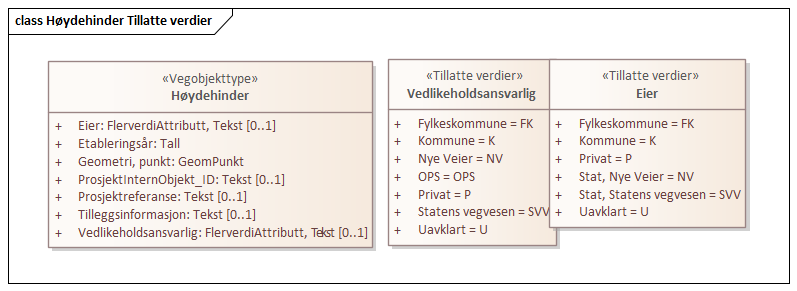 class Høydehinder Tillatte verdier
«Vegobjekttype»
Høydehinder
+ Eier: FlerverdiAttributt, Tekst [0..1]
+ Etableringsår: Tall
+ Geometri, punkt: GeomPunkt
+ ProsjektInternObjekt_ID: Tekst [0..1]
+ Prosjektreferanse: Tekst [0..1]
+ Tilleggsinformasjon: Tekst [0..1]
+ Vedlikeholdsansvarlig: FlerverdiAttributt, Tekst [0..1]
«Tillatte verdier»
Vedlikeholdsansvarlig
+ Fylkeskommune = FK
+ Kommune = K
+ Nye Veier = NV
+ OPS = OPS
+ Privat = P
+ Statens vegvesen = SVV
+ Uavklart = U
«Tillatte verdier»
Eier
+ Fylkeskommune = FK
+ Kommune = K
+ Privat = P
+ Stat, Nye Veier = NV
+ Stat, Statens vegvesen = SVV
+ Uavklart = U